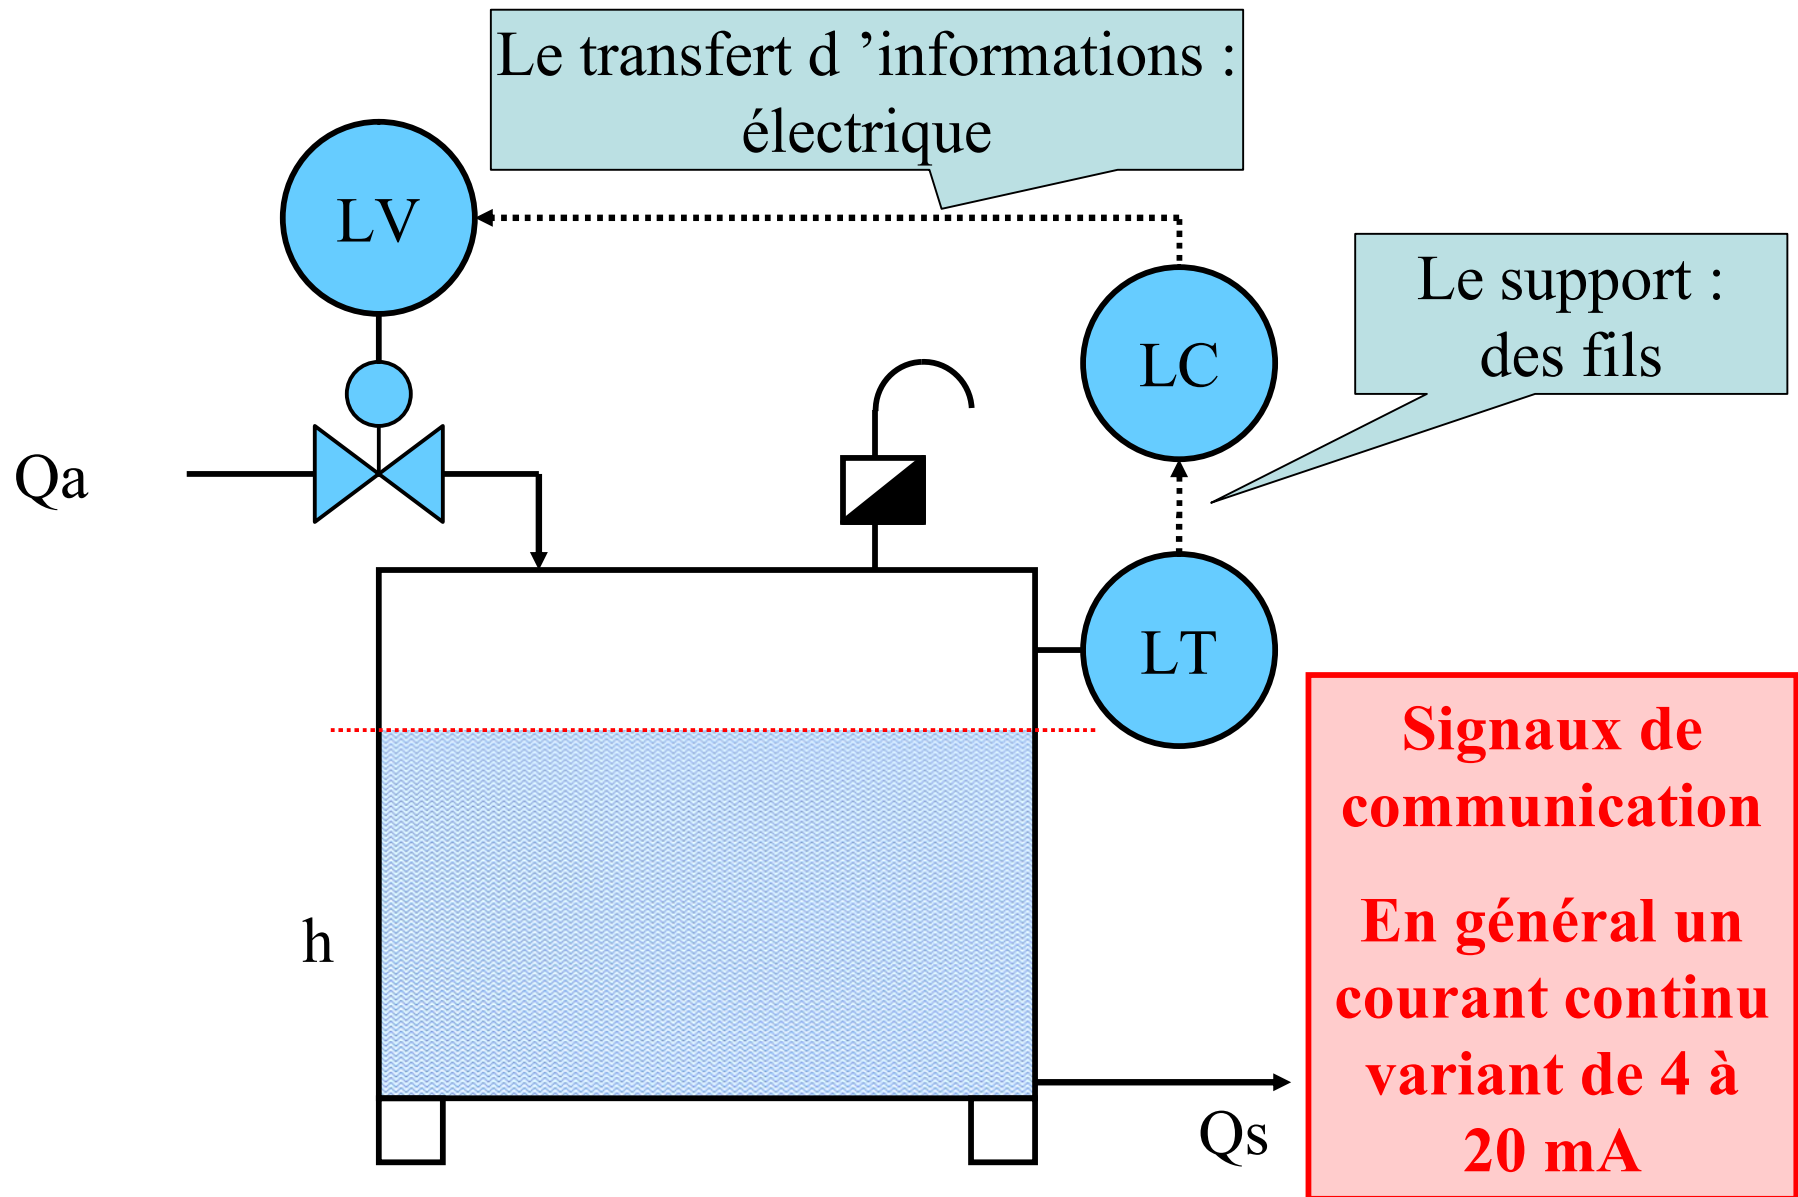 Le transfert d ’informations :
électrique
LV
Le support :
des fils
LC
Qa
LT
Signaux de
communication
En général un
courant continu
variant de 4 à
20 mA
h
Qs